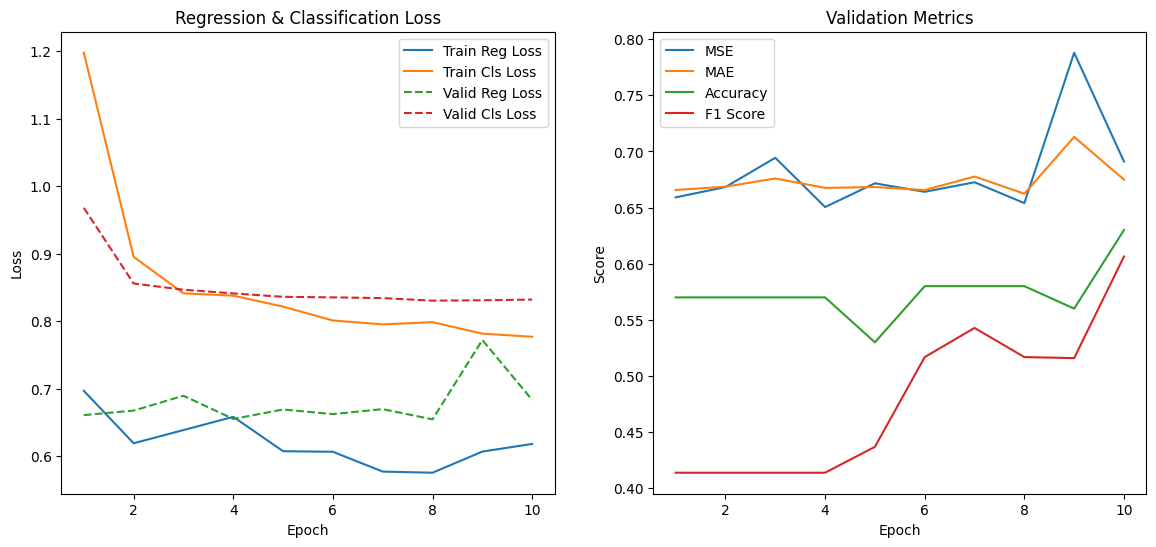 Regression & Classification Loss
Train Reg Loss
Train Cls Loss
Valid Reg Loss
Valid Cls Loss
1.2
1.1
1.0
0.9
0.8
0.7
0.6
Loss
2 4 6 8 10
Epoch
Validation Metrics
MSE
MAE
Accuracy
F1 Score
0.80
0.75
0.70
0.65
0.60
0.55
0.50
0.45
0.40
Score
2 4 6 8 10
Epoch